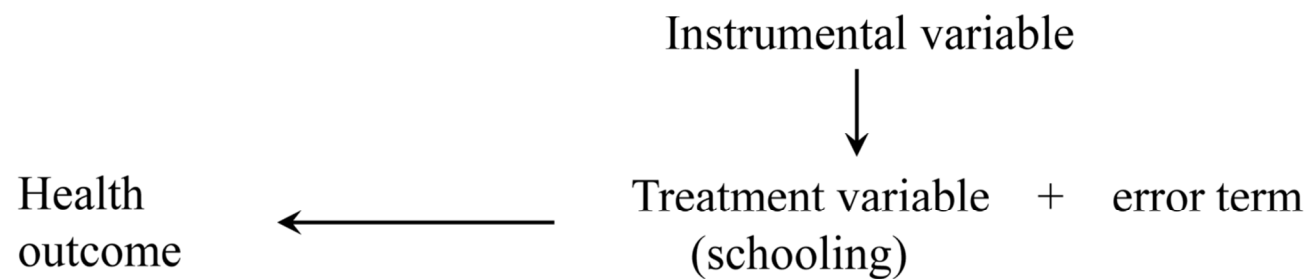 Instrumental variable
Health
outcome
Treatment variable + error term
(schooling)